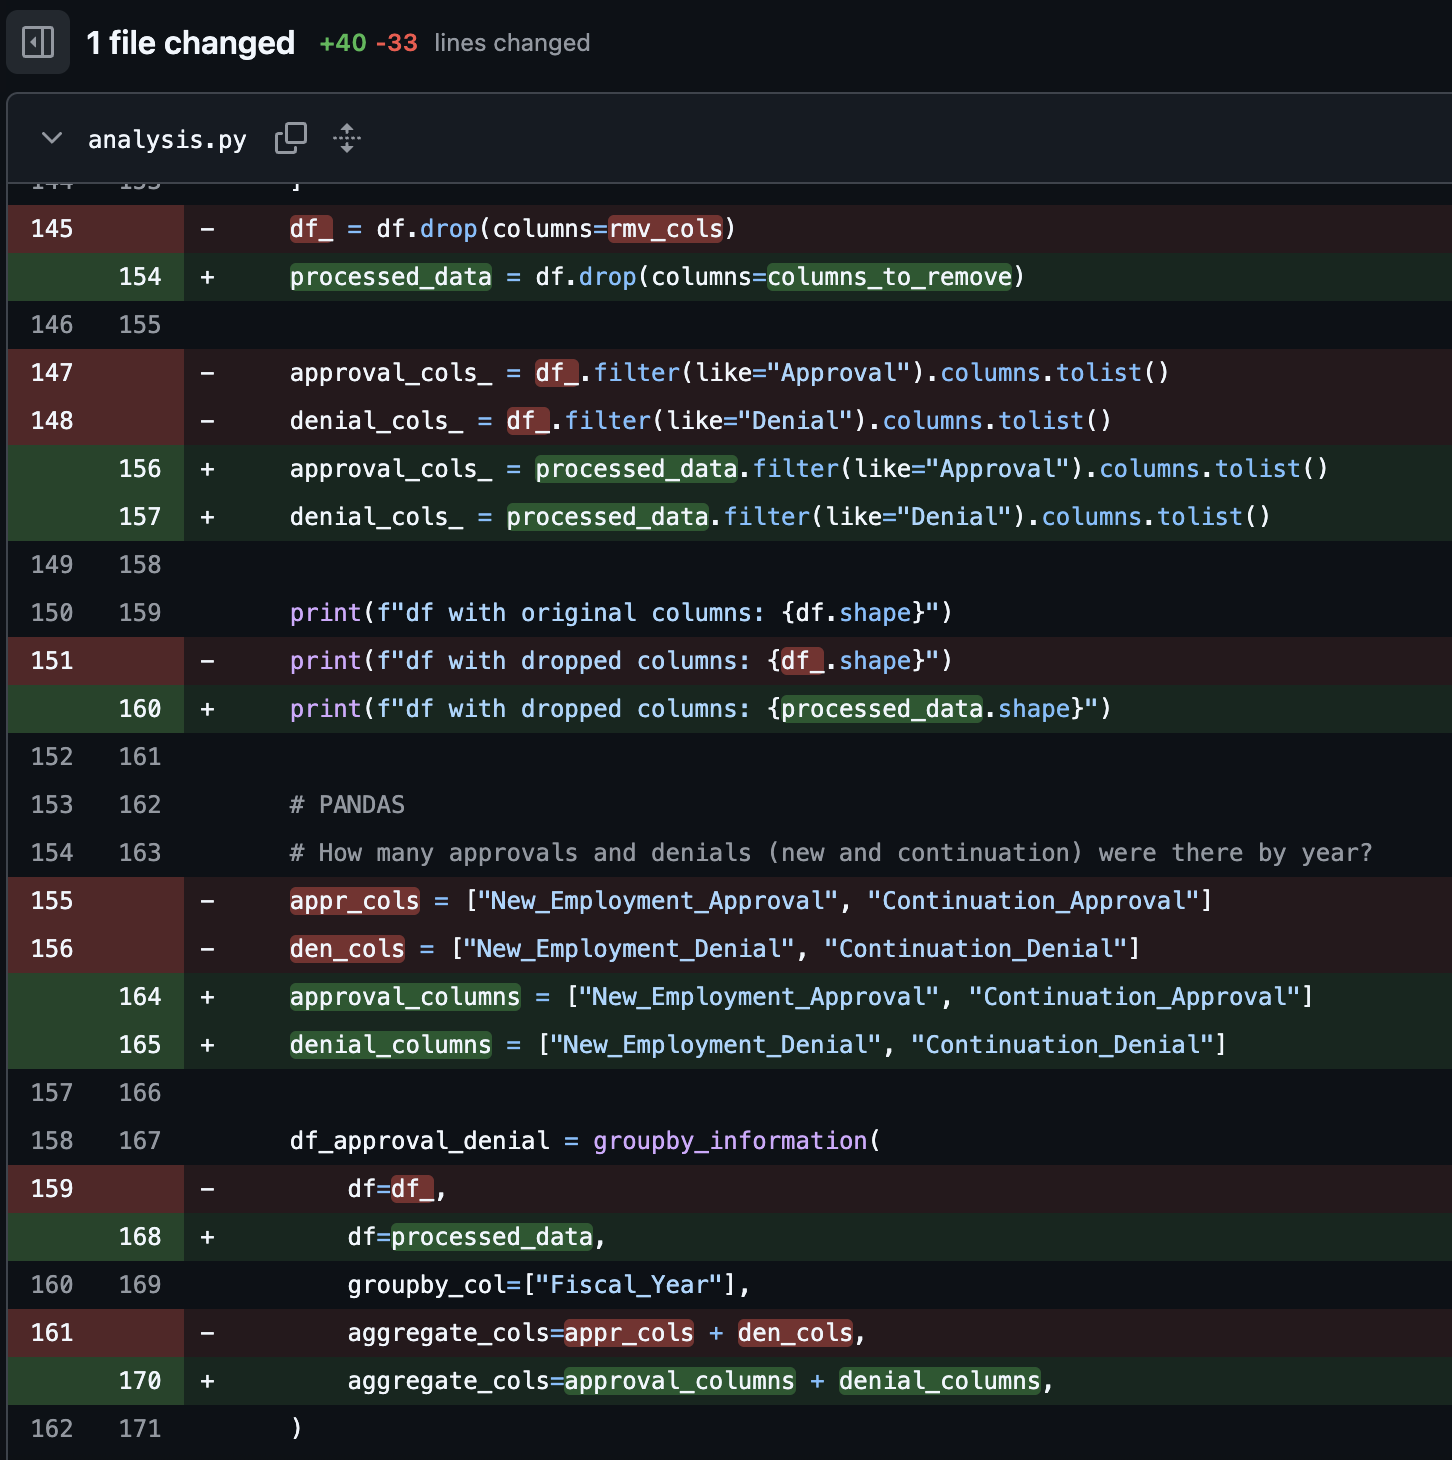 1 file changed +40 -33 lines changed
analysis.py
144 153 ]
145 - df_ = df.drop(columns=rmv_cols)
154 + processed_data = df.drop(columns=columns_to_remove)
146 155
147 - approval_cols_ = df_.filter(like="Approval").columns.tolist()
148 - denial_cols_ = df_.filter(like="Denial").columns.tolist()
156 + approval_cols_ = processed_data.filter(like="Approval").columns.tolist()
157 + denial_cols_ = processed_data.filter(like="Denial").columns.tolist()
149 158
150 159 print(f"df with original columns: {df.shape}")
151 - print(f"df with dropped columns: {df_.shape}")
160 + print(f"df with dropped columns: {processed_data.shape}")
152 161
153 162 # PANDAS
154 163 # How many approvals and denials (new and continuation) were there by year?
155 - appr_cols = ["New_Employment_Approval", "Continuation_Approval"]
156 - den_cols = ["New_Employment_Denial", "Continuation_Denial"]
164 + approval_columns = ["New_Employment_Approval", "Continuation_Approval"]
165 + denial_columns = ["New_Employment_Denial", "Continuation_Denial"]
157 166
158 167 df_approval_denial = groupby_information(
159 - df=df_,
168 + df=processed_data,
160 169 groupby_col=["Fiscal_Year"],
161 - aggregate_cols=appr_cols + den_cols,
170 + aggregate_cols=approval_columns + denial_columns,
162 171 )